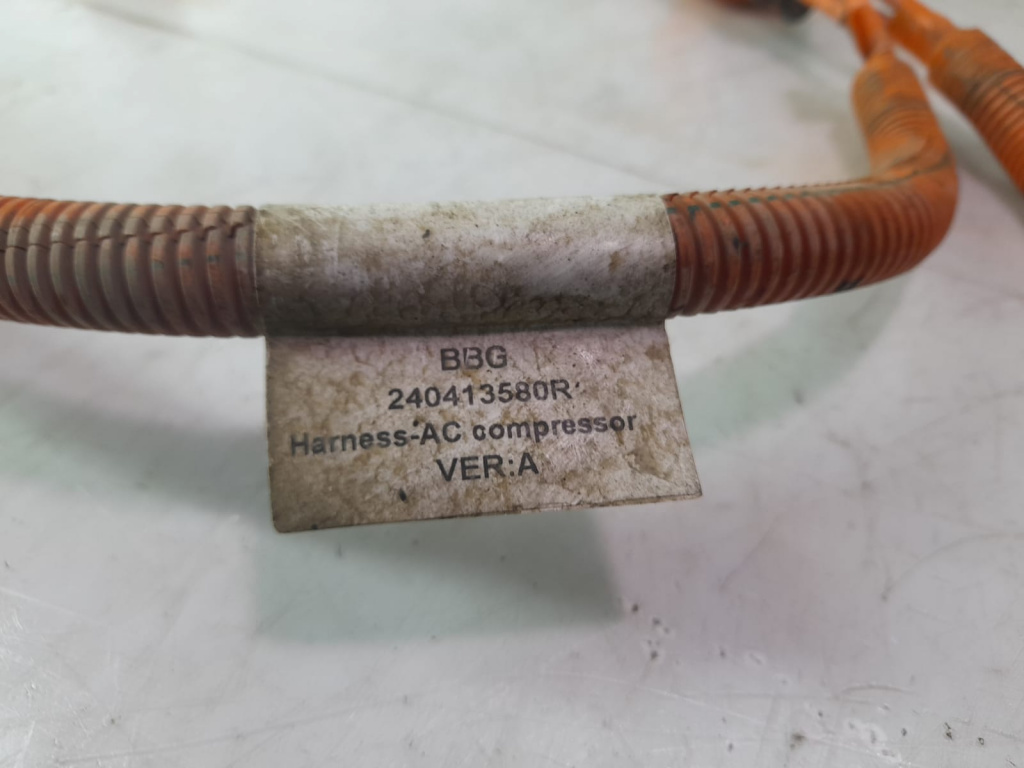 BBG
240413580R
Harness-AC compressor
VER:A